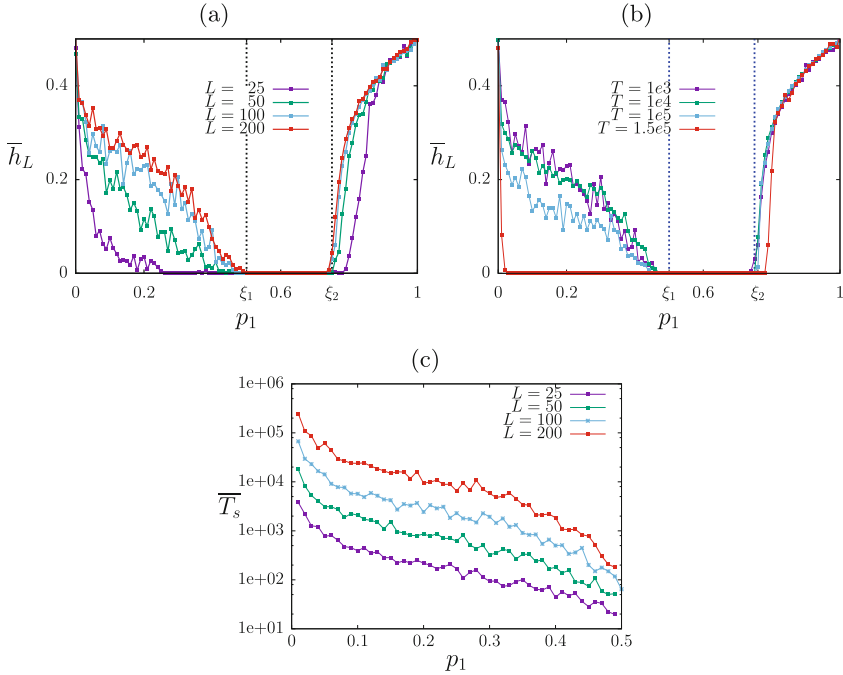 (a)
0.4
0.2
0
h̄_L
L = 25
L = 50
L = 100
L = 200
0 0.2 ξ₁ 0.6 ξ₂ 1
p₁
(b)
0.4
0.2
0
h̄_L
T = 1e3
T = 1e4
T = 1e5
T = 1.5e5
0 0.2 ξ₁ 0.6 ξ₂ 1
p₁
(c)
1e+06
1e+05
1e+04
1e+03
1e+02
1e+01
T̄_s
L = 25
L = 50
L = 100
L = 200
0 0.1 0.2 0.3 0.4 0.5
p₁